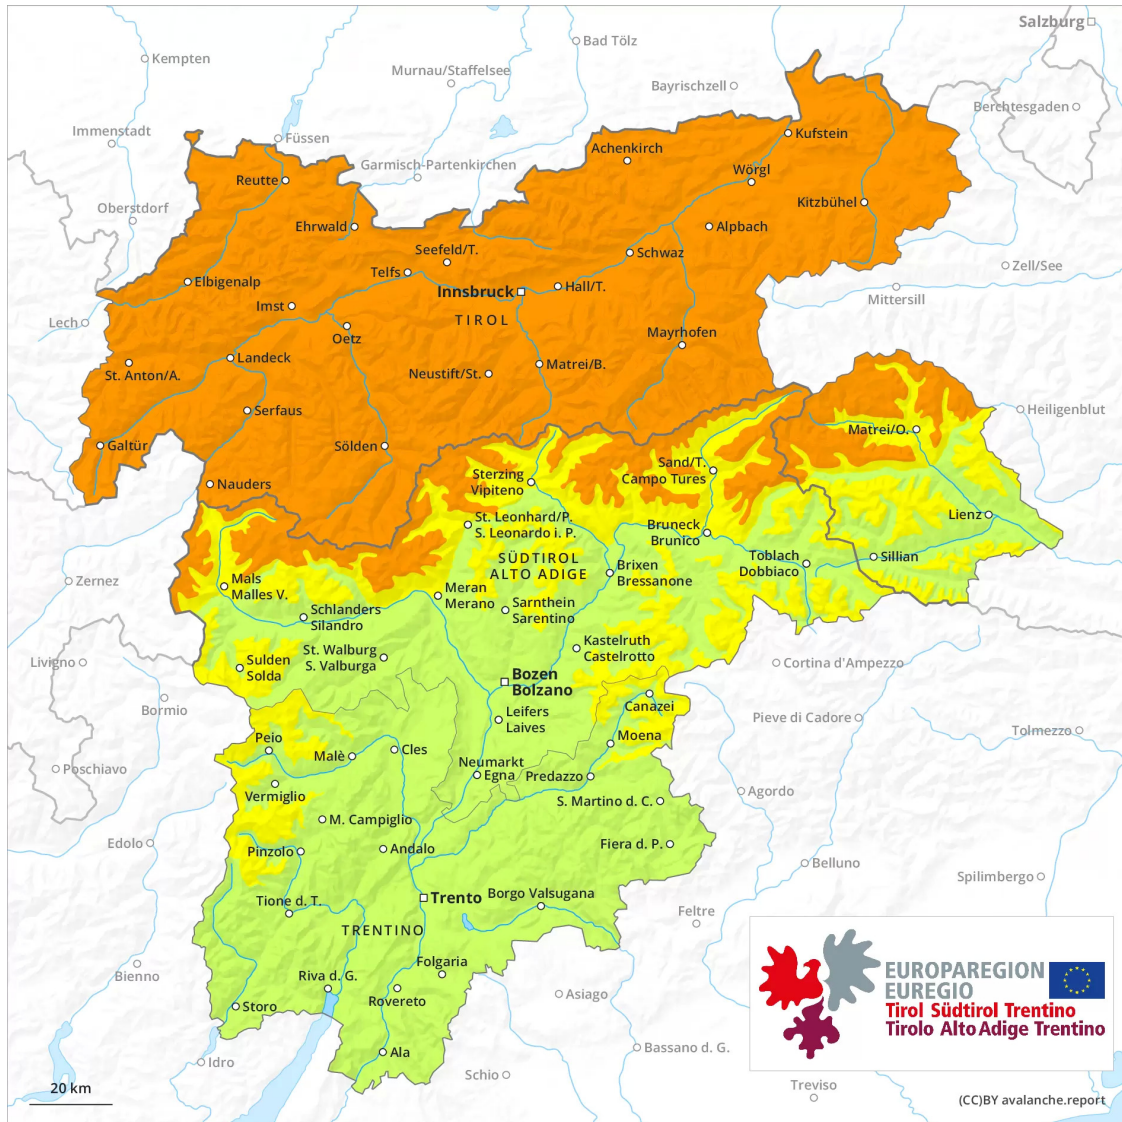 Salzburg
Bad Tölz
Kempten
Murnau/Staffelsee
Bayrischzell
Berchtesgaden
Immenstadt
Füssen
Kufstein
Achenkirch
Garmisch-Partenkirchen
Wörgl
Reutte
Oberstdorf
Kitzbühel
Ehrwald
Alpbach
Seefeld/T.
Schwaz
Zell/See
Telfs
Elbigenalp
Hall/T.
Innsbruck
Mittersill
Imst
TIROL
Lech
Oetz
Mayrhofen
Landeck
Matrei/B.
St. Anton/A.
Neustift/St.
Serfaus
Heiligenblut
Matrei/O.
Galtür
Sölden
Sand/T.
Campo Tures
Sterzing
Vipiteno
Nauders
Lienz
St. Leonhard/P.
S. Leonardo i. P.
Bruneck
Brunico
SÜDTIROL
ALTO ADIGE
Toblach
Dobbiaco
Sillian
Brixen
Bressanone
Zernez
Mals
Malles V.
Meran
Merano
Sarnthein
Sarentino
Schlanders
Silandro
Kastelruth
Castelrotto
St. Walburg
S. Valburga
Livigno
Sulden
Solda
Cortina d'Ampezzo
Bozen
Bolzano
Canazei
Bormio
Leifers
Laives
Pieve di Cadore
Tolmezzo
Peio
Moena
Cles
Malè
Neumarkt
Egna
Predazzo
Poschiavo
Vermiglio
Agordo
S. Martino d. C.
M. Campiglio
Edolo
Pinzolo
Andalo
Fiera d. P.
Belluno
Spilimbergo
Tione d. T.
Trento
Borgo Valsugana
Feltre
TRENTINO
Folgaria
Bienno
Riva d. G.
Rovereto
Asiago
Storo
EUROPAREGION
EUREGIO
Tirol Südtirol Trentino
Tirolo Alto Adige Trentino
Ala
Bassano d. G.
Idro
Schio
20 km
Treviso
(CC)BY avalanche.report